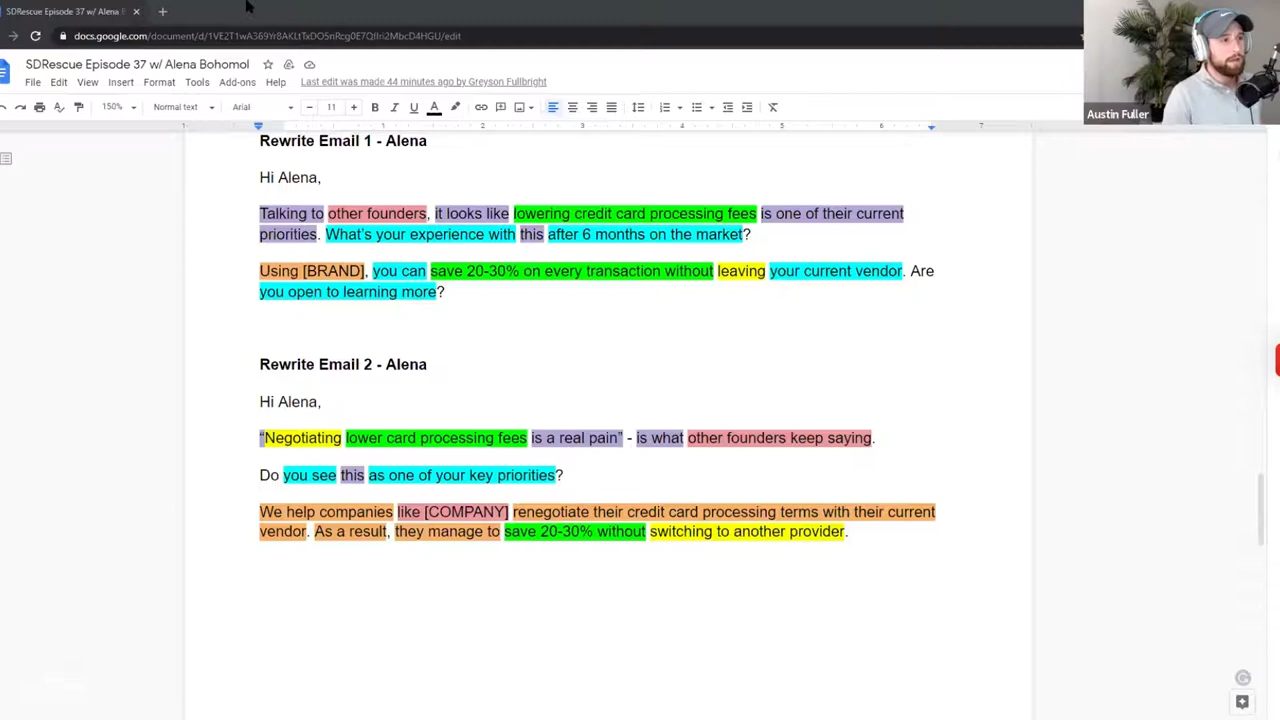 SDRescue Episode 37 w/ Alena B
docs.google.com/document/d/
SDRescue Episode 37 w/ Alena Bohomol
File Edit View Insert Format Tools Add-ons Help Last edit was made 44 minutes ago by Greyson Fullbright
150% Normal text Arial 11
1 1 2 3 4 5 6 7
Austin Fuller
Rewrite Email 1 - Alena
Hi Alena,
Talking to other founders, it looks like lowering credit card processing fees is one of their current
priorities. What's your experience with this after 6 months on the market?
Using [BRAND], you can save 20-30% on every transaction without leaving your current vendor. Are
you open to learning more?
Rewrite Email 2 - Alena
Hi Alena,
“Negotiating lower card processing fees is a real pain” - is what other founders keep saying.
Do you see this as one of your key priorities?
We help companies like [COMPANY] renegotiate their credit card processing terms with their current
vendor. As a result, they manage to save 20-30% without switching to another provider.